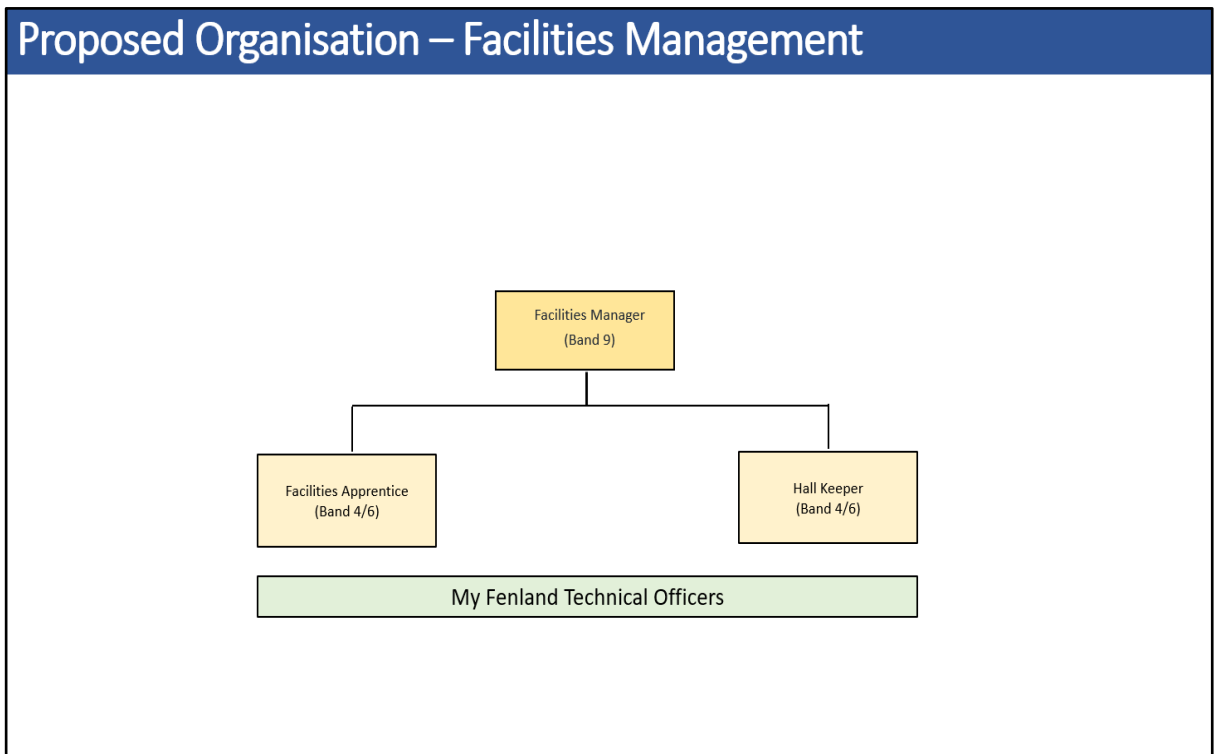 Proposed Organisation – Facilities Management
Facilities Manager
(Band 9)
Facilities Apprentice
(Band 4/6)
Hall Keeper
(Band 4/6)
My Fenland Technical Officers